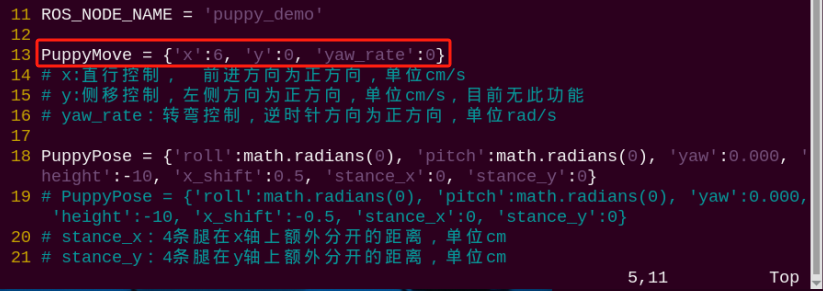 11 ROS_NODE_NAME = 'puppy_demo'
12
13 PuppyMove = {'x':6, 'y':0, 'yaw_rate':0}
14 # x:直行控制， 前进方向为正方向，单位cm/s
15 # y:侧移控制，左侧方向为正方向，单位cm/s，目前无此功能
16 # yaw_rate：转弯控制，逆时针方向为正方向，单位rad/s
17
18 PuppyPose = {'roll':math.radians(0), 'pitch':math.radians(0), 'yaw':0.000, '
height':-10, 'x_shift':0.5, 'stance_x':0, 'stance_y':0}
19 # PuppyPose = {'roll':math.radians(0), 'pitch':math.radians(0), 'yaw':0.000,
'height':-10, 'x_shift':-0.5, 'stance_x':0, 'stance_y':0}
20 # stance_x：4条腿在x轴上额外分开的距离，单位cm
21 # stance_y：4条腿在y轴上额外分开的距离，单位cm
5,11 Top